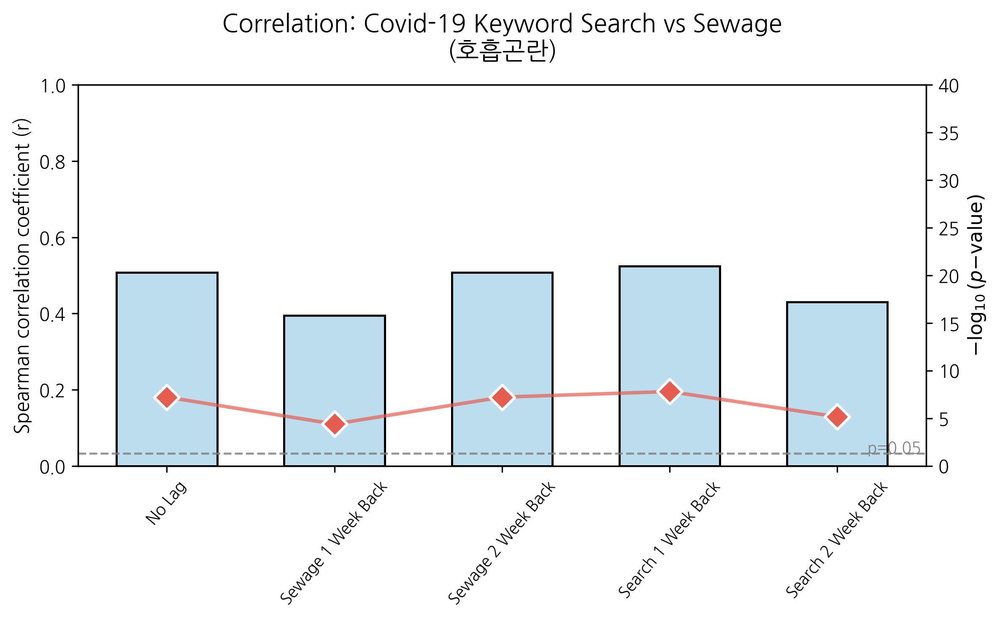 Correlation: Covid-19 Keyword Search vs Sewage
(호흡곤란)
Spearman correlation coefficient (r)
1.0
0.8
0.6
0.4
0.2
0.0
40
35
30
25
20
15
10
5
0
−log₁₀(p−value)
p=0.05
No Lag
Sewage 1 Week Back
Sewage 2 Week Back
Search 1 Week Back
Search 2 Week Back